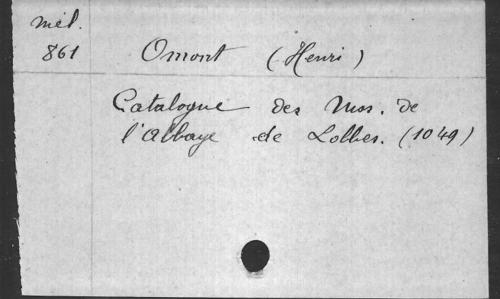 Mél.
861
Omont (Henri)
Catalogue des Mss. de
l'abbaye de Lobbes. (1049)